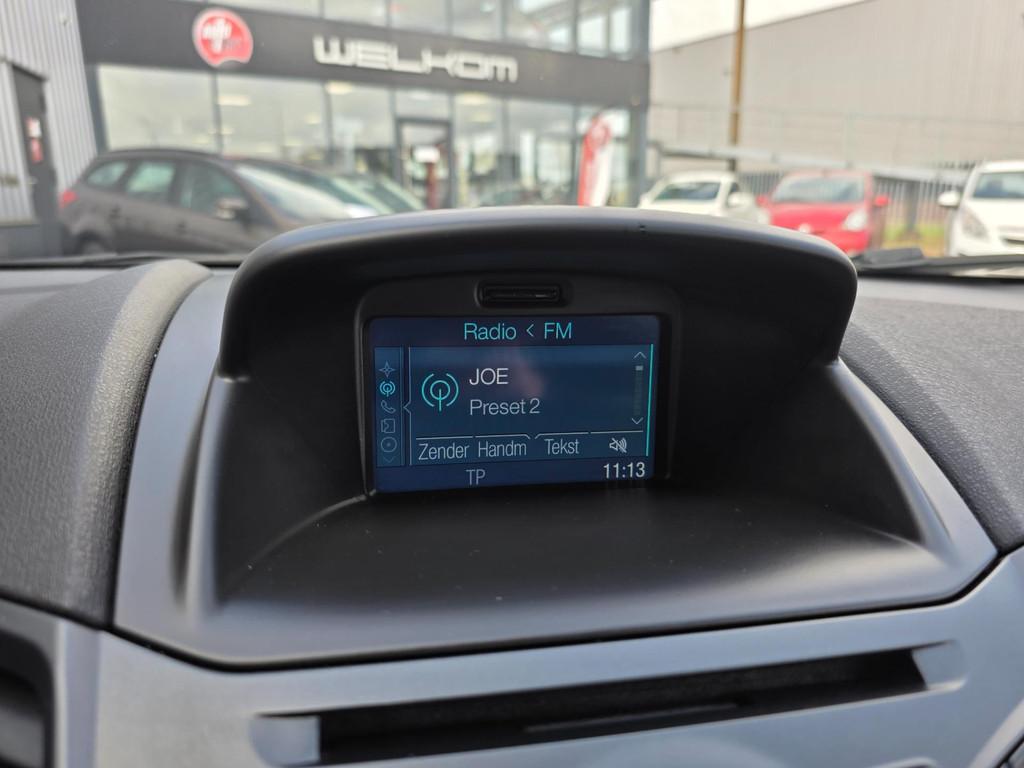 WELKOM
Radio < FM
JOE
Preset 2
Zender Handm Tekst
TP 11:13